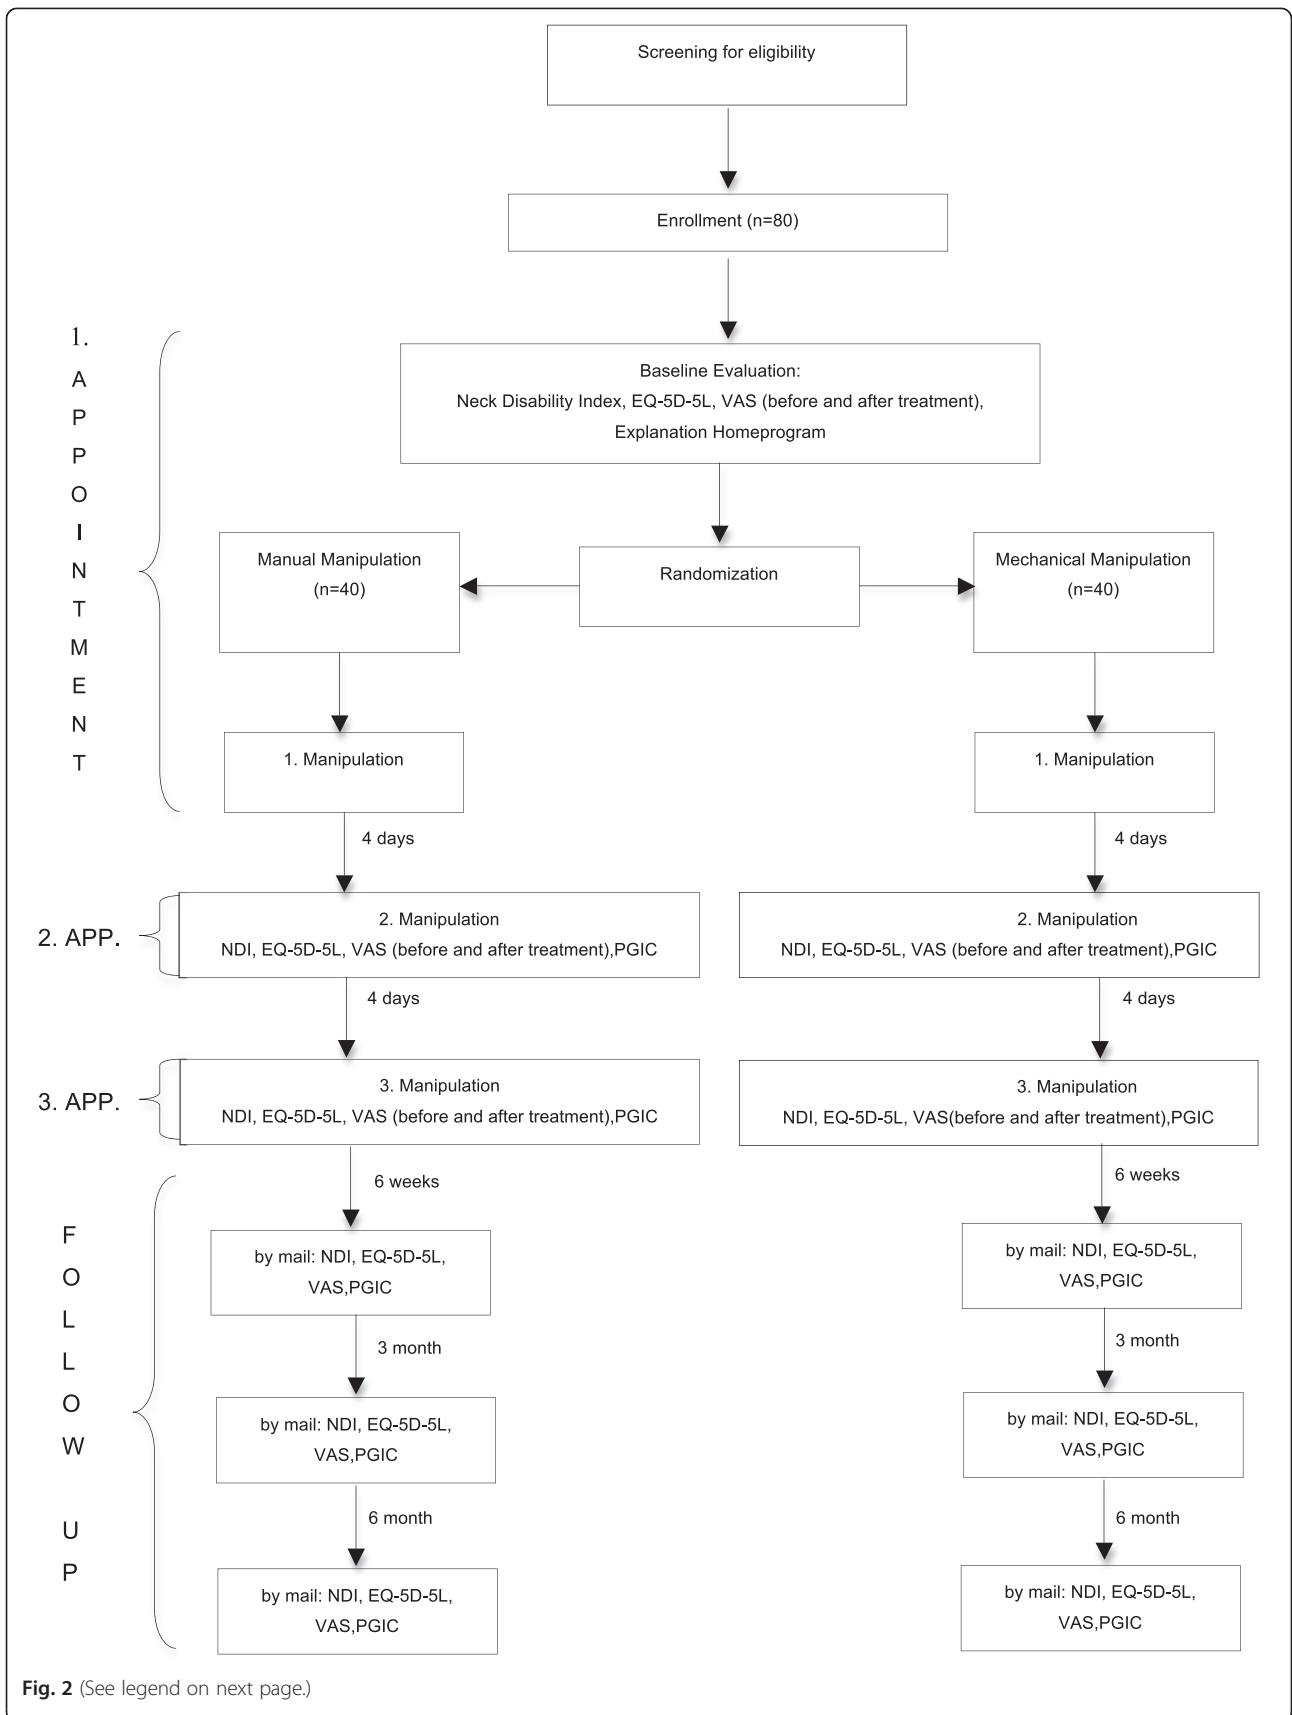 Screening for eligibility
Enrollment (n=80)
1.
A
P
P
O
I
N
T
M
E
N
T
Baseline Evaluation:
Neck Disability Index, EQ-5D-5L, VAS (before and after treatment),
Explanation Homeprogram
Manual Manipulation
(n=40)
Randomization
Mechanical Manipulation
(n=40)
1. Manipulation
1. Manipulation
4 days
4 days
2. APP.
2. Manipulation
NDI, EQ-5D-5L, VAS (before and after treatment),PGIC
2. Manipulation
NDI, EQ-5D-5L, VAS (before and after treatment),PGIC
4 days
4 days
3. APP.
3. Manipulation
NDI, EQ-5D-5L, VAS (before and after treatment),PGIC
3. Manipulation
NDI, EQ-5D-5L, VAS(before and after treatment),PGIC
6 weeks
6 weeks
F
O
L
L
O
W
U
P
by mail: NDI, EQ-5D-5L,
VAS,PGIC
by mail: NDI, EQ-5D-5L,
VAS,PGIC
3 month
3 month
by mail: NDI, EQ-5D-5L,
VAS,PGIC
by mail: NDI, EQ-5D-5L,
VAS,PGIC
6 month
6 month
by mail: NDI, EQ-5D-5L,
VAS,PGIC
by mail: NDI, EQ-5D-5L,
VAS,PGIC
Fig. 2 (See legend on next page.)